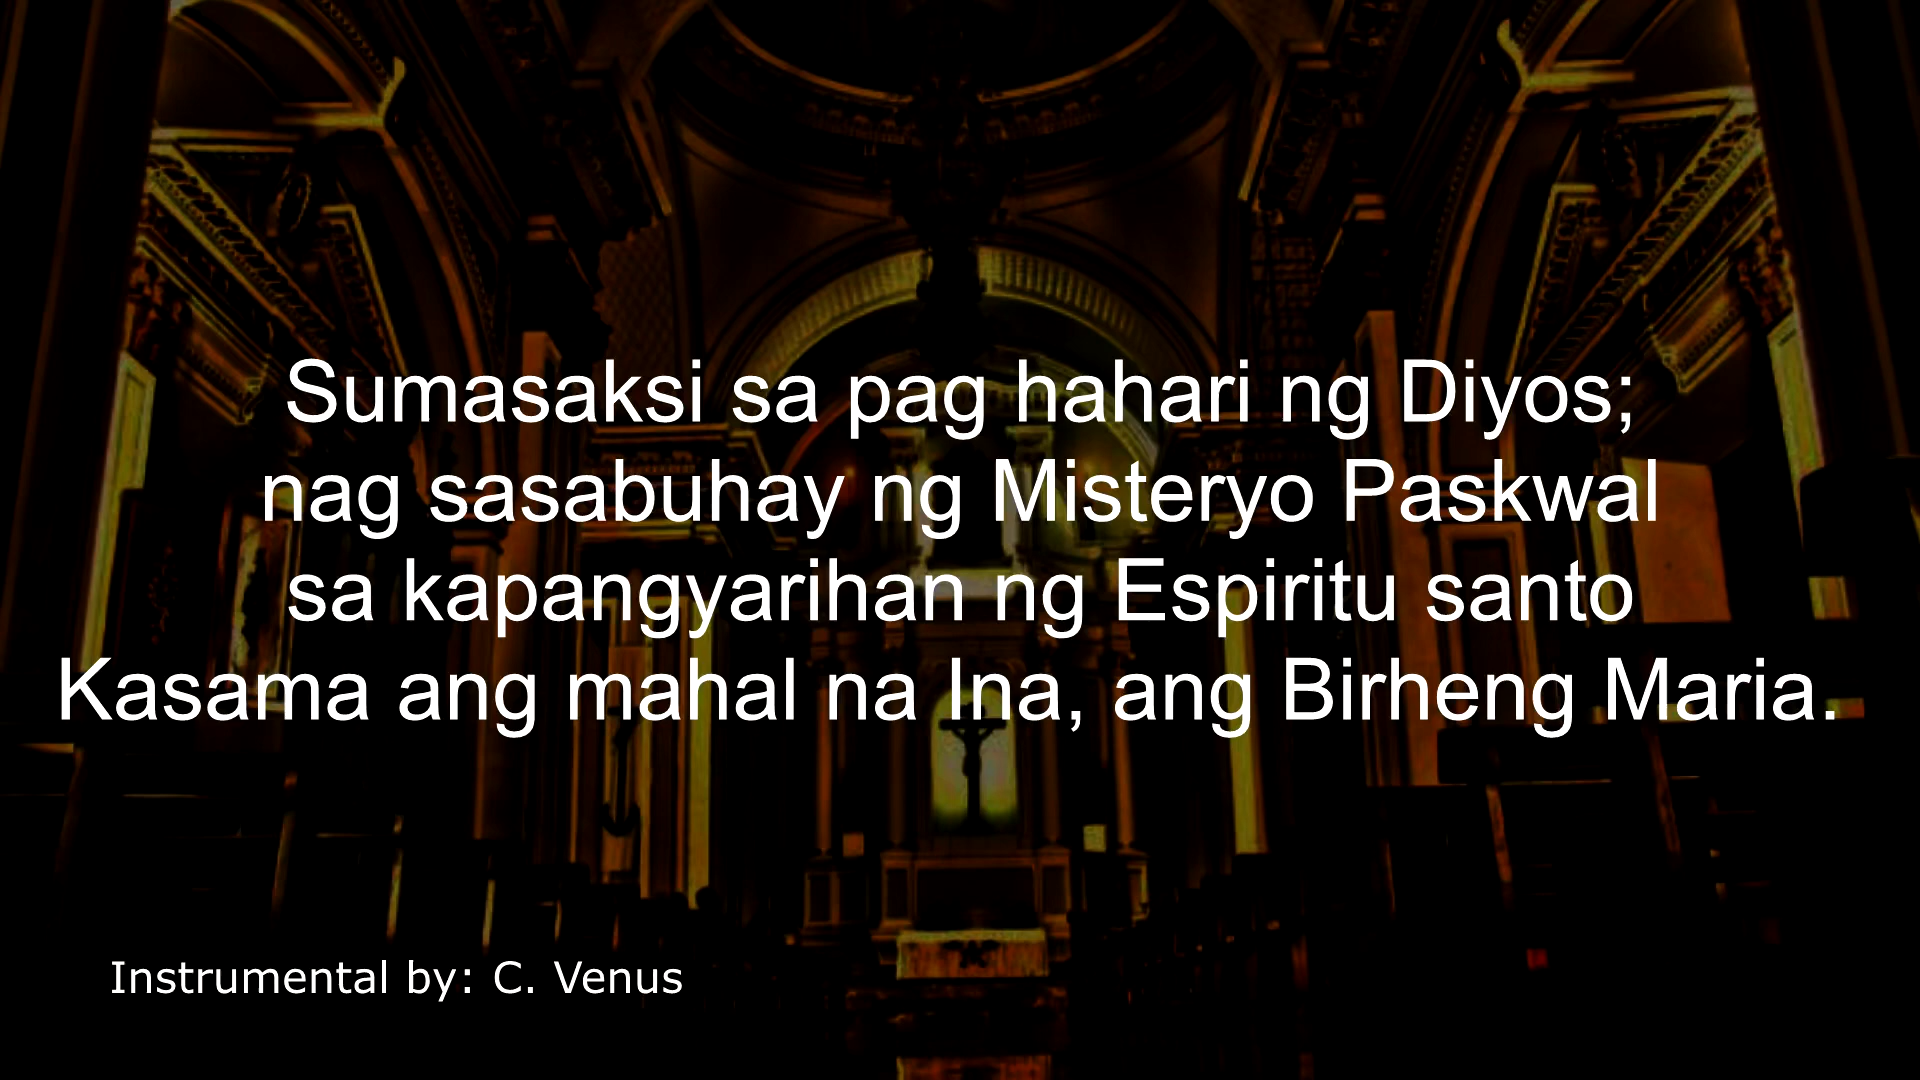 Sumasaksi sa pag hahari ng Diyos;
nag sasabuhay ng Misteryo Paskwal
sa kapangyarihan ng Espiritu santo
Kasama ang mahal na Ina, ang Birheng Maria.
Instrumental by: C. Venus